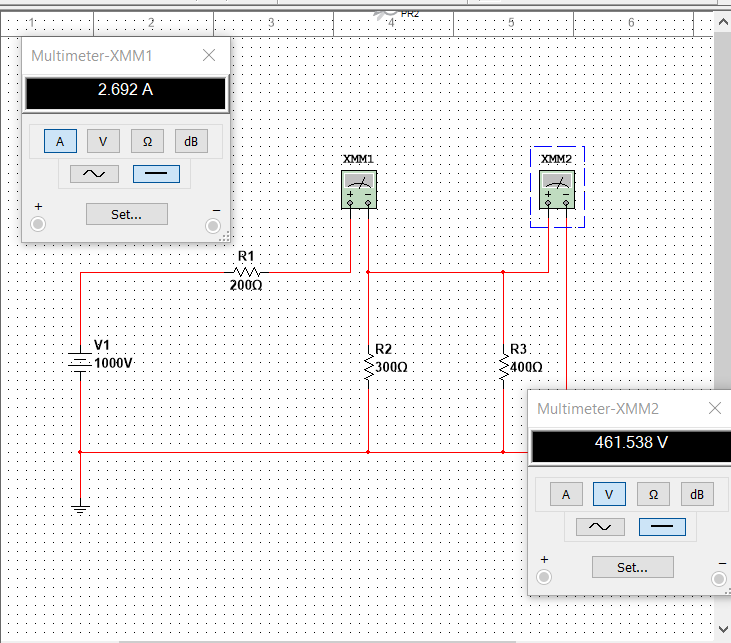 PR2
1 2 3 4 5 6
Multimeter-XMM1
2.692 A
A V Ω dB
+ Set... −
XMM1
XMM2
+ −
+ −
R1
200Ω
V1
1000V
R2
300Ω
R3
400Ω
Multimeter-XMM2
461.538 V
A V Ω dB
+ Set... −